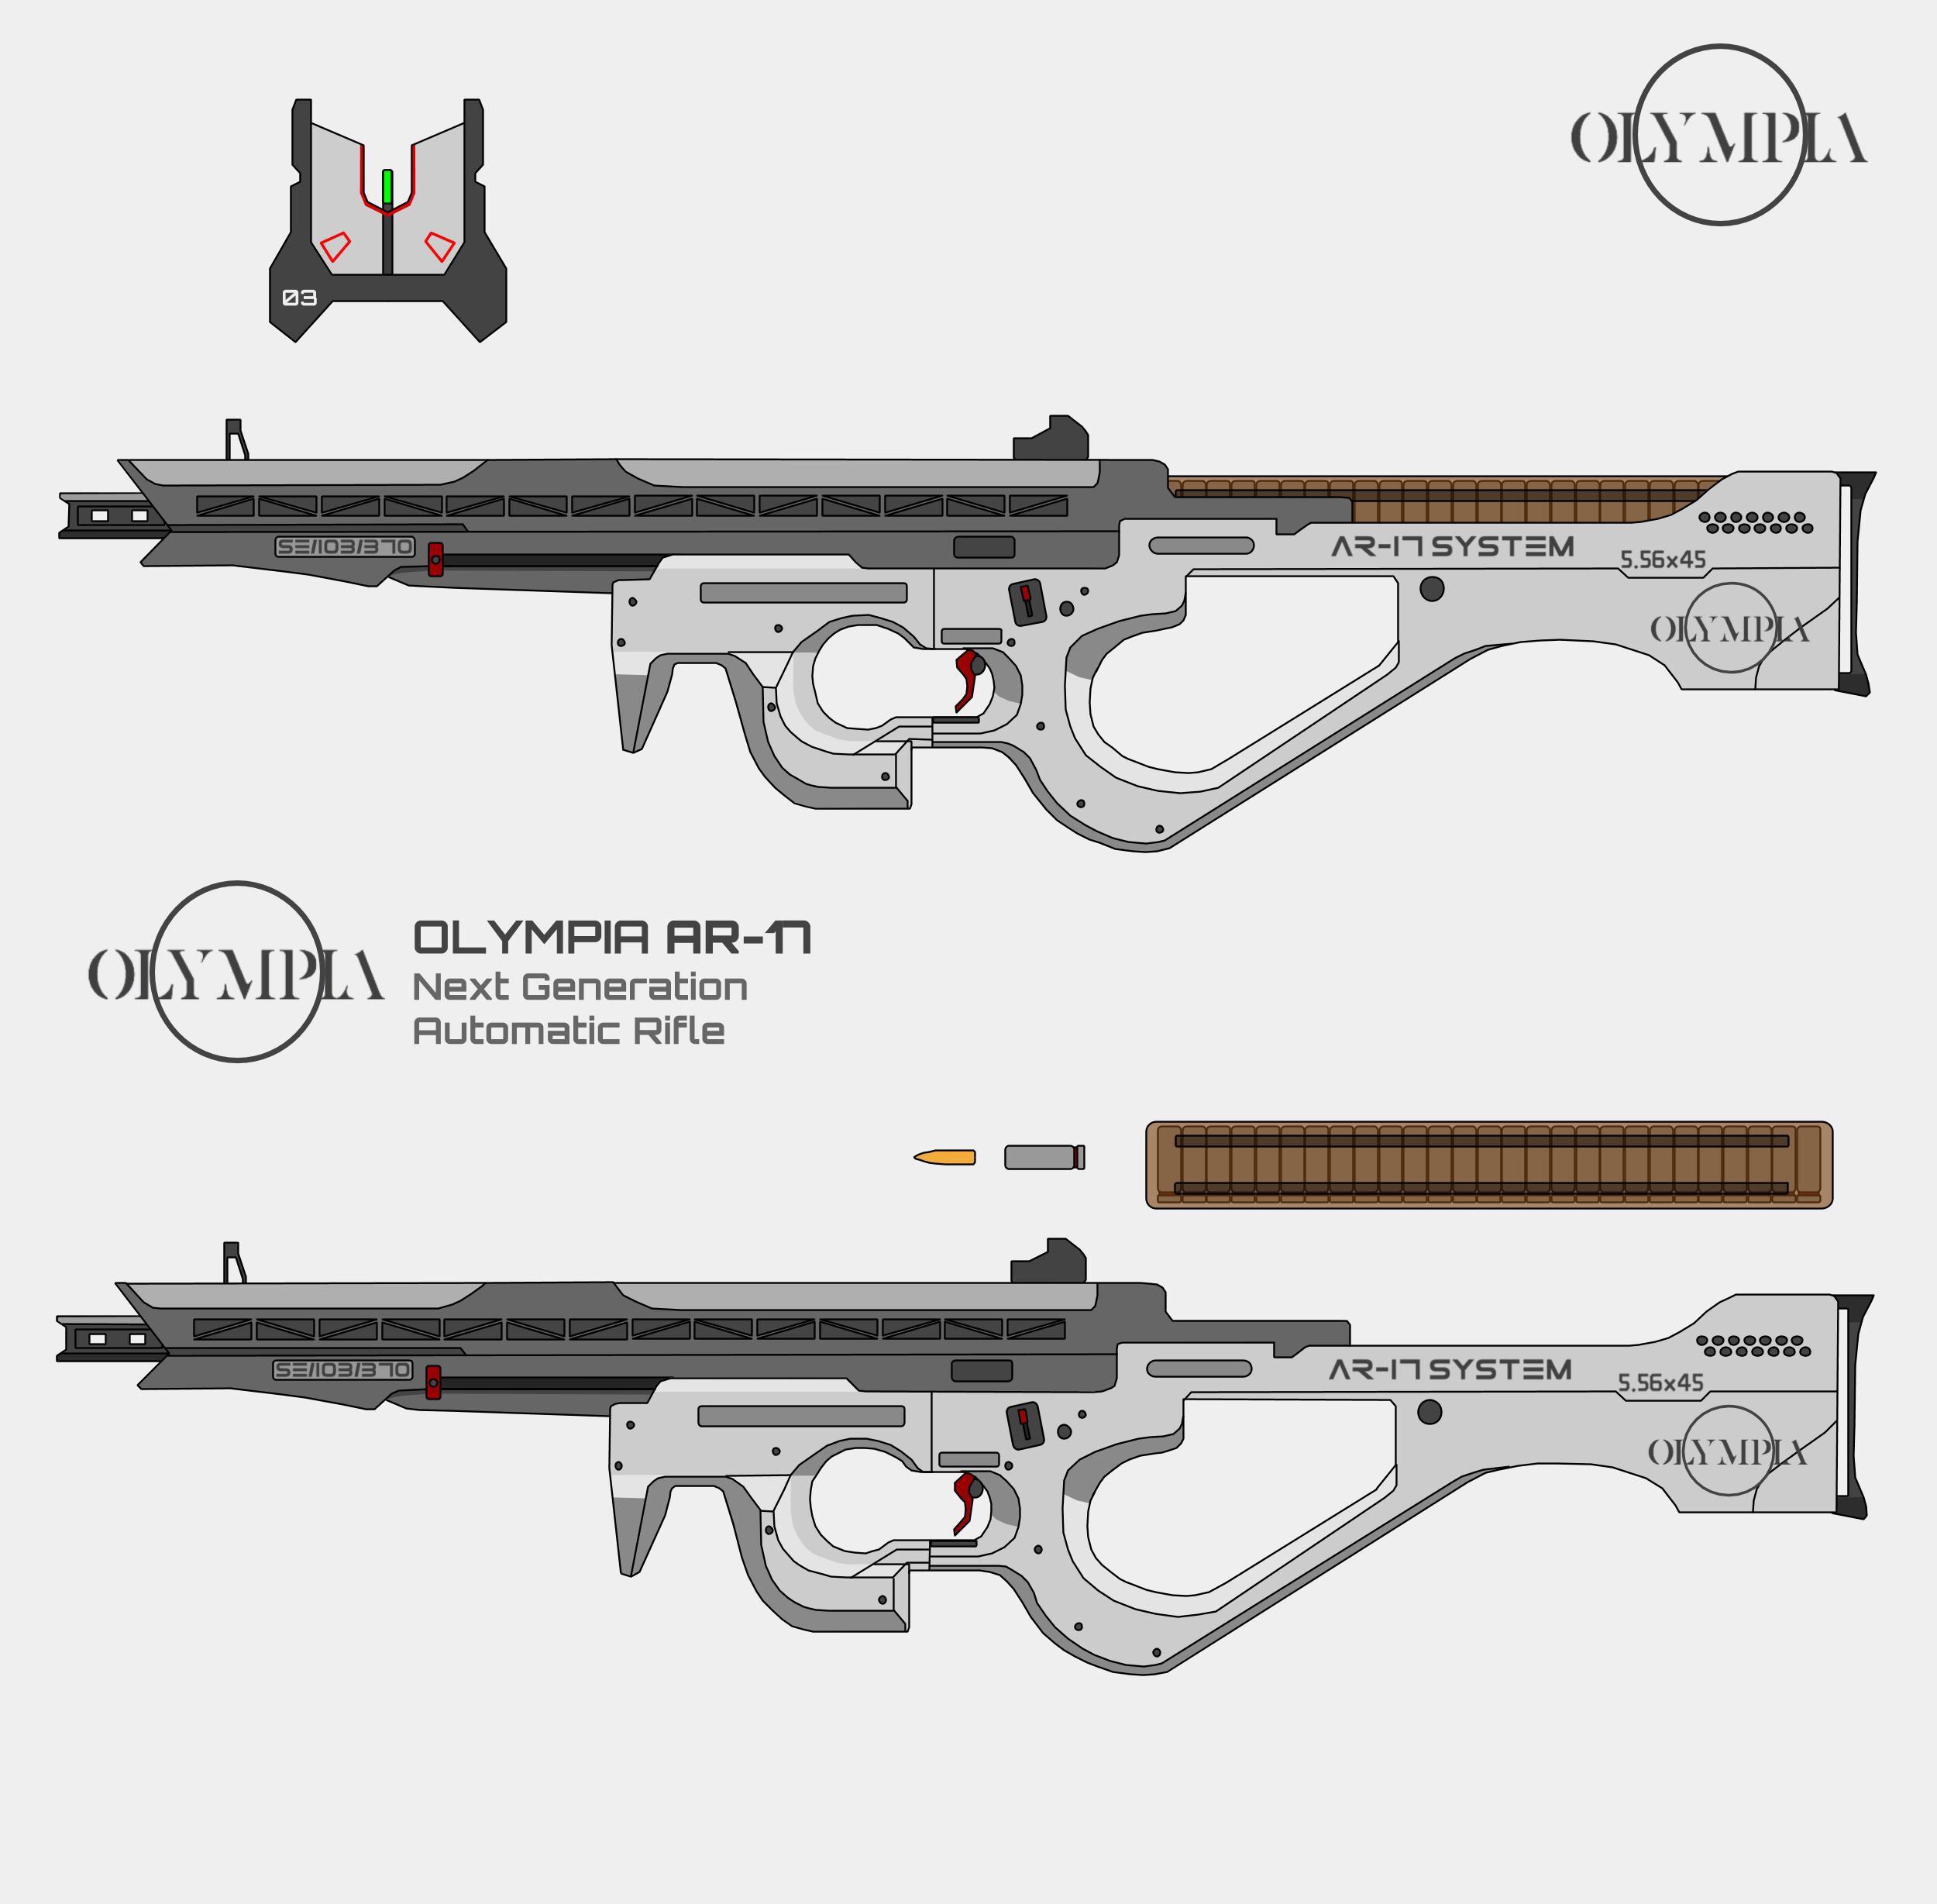 OLYMPIA
03
SE/103/370
AR-17 SYSTEM
5.56x45
OLYMPIA
OLYMPIA
OLYMPIA AR-17
Next Generation
Automatic Rifle
SE/103/370
AR-17 SYSTEM
5.56x45
OLYMPIA